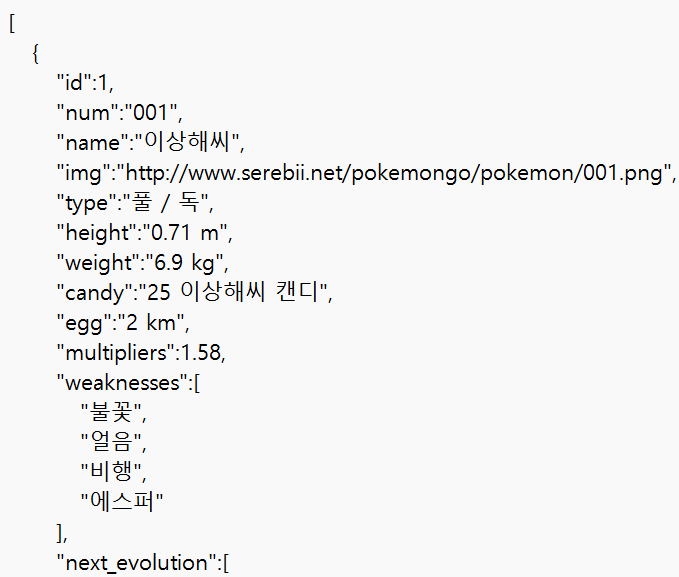 [
{
"id":1,
"num":"001",
"name":"이상해씨",
"img":"http://www.serebii.net/pokemongo/pokemon/001.png",
"type":"풀 / 독",
"height":"0.71 m",
"weight":"6.9 kg",
"candy":"25 이상해씨 캔디",
"egg":"2 km",
"multipliers":1.58,
"weaknesses":[
"불꽃",
"얼음",
"비행",
"에스퍼"
],
"next_evolution":[